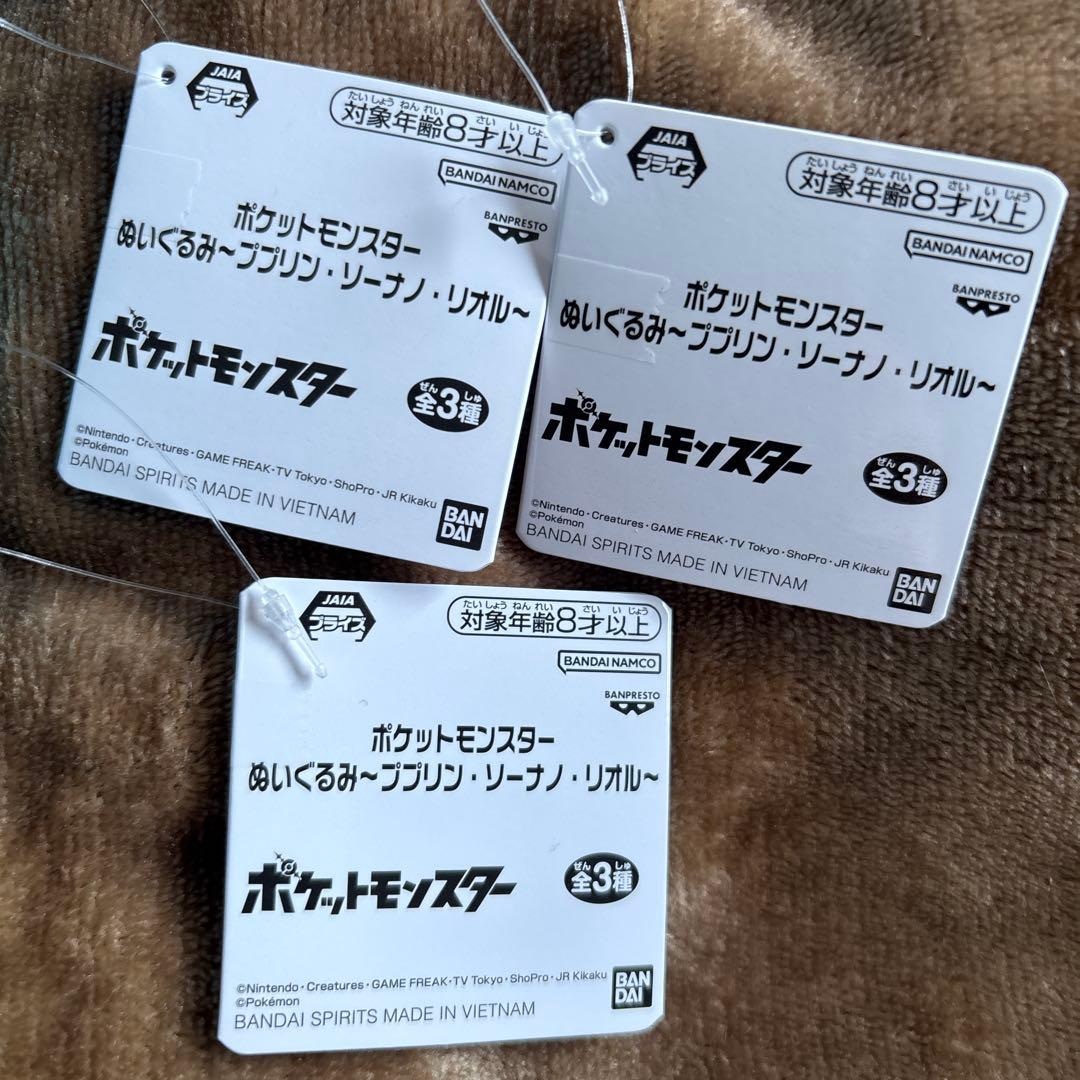 JAIA
プライズ
たいしょうねんれい さい いじょ
対象年齢8才以上
BANDAI NAMCO
BANPRESTO
ポケットモンスター
ぬいぐるみ～ププリン・ソーナノ・リオル～
ポケットモンスター
ぜん しゅ
全3種
©Nintendo・Creatures・GAME FREAK・TV Tokyo・ShoPro・JR Kikaku
©Pokémon
BANDAI SPIRITS MADE IN VIETNAM
BAN
DAI
JAIA
プライズ
たいしょうねんれい さい いじょう
対象年齢8才以上
BANDAI NAMCO
BANPRESTO
ポケットモンスター
ぬいぐるみ～ププリン・ソーナノ・リオル～
ポケットモンスター
ぜん しゅ
全3種
©Nintendo・Creatures・GAME FREAK・TV Tokyo・ShoPro・JR Kikaku
©Pokémon
BANDAI SPIRITS MADE IN VIETNAM
BAN
DAI
JAIA
プライズ
たいしょうねんれい さい いじょう
対象年齢8才以上
BANDAI NAMCO
BANPRESTO
ポケットモンスター
ぬいぐるみ～ププリン・ソーナノ・リオル～
ポケットモンスター
ぜん しゅ
全3種
©Nintendo・Creatures・GAME FREAK・TV Tokyo・ShoPro・JR Kikaku
©Pokémon
BANDAI SPIRITS MADE IN VIETNAM
BAN
DAI